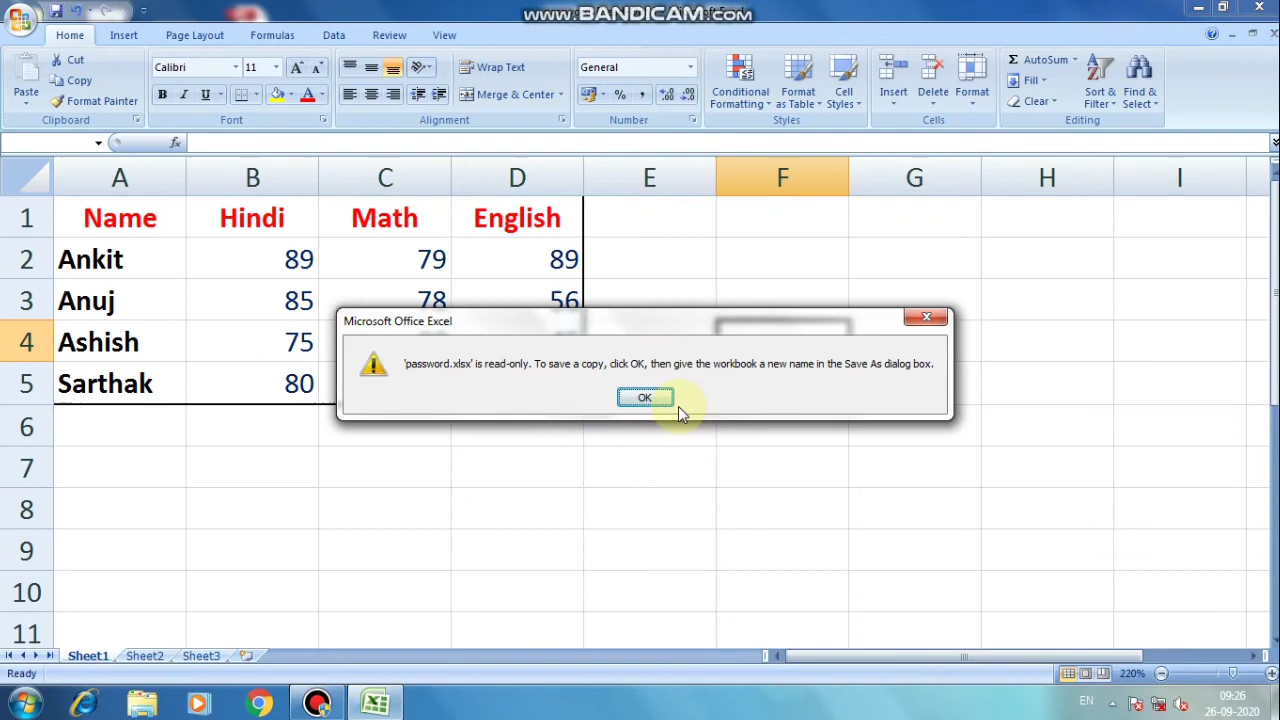 www.BANDICAM.com
Home Insert Page Layout Formulas Data Review View
Paste
Cut
Copy
Format Painter
Clipboard
Calibri 11 A A
B I U A
Font
Wrap Text
Merge & Center
Alignment
General
% ,
Number
Conditional Formatting
Format as Table
Cell Styles
Styles
Insert Delete Format
Cells
Σ AutoSum
Fill
Clear
Sort & Filter
Find & Select
Editing
fx
A B C D E F G H I
1 Name Hindi Math English
2 Ankit 89 79 89
3 Anuj 85 78 56
4 Ashish 75
5 Sarthak 80
6
7
8
9
10
11
Microsoft Office Excel
'password.xlsx' is read-only. To save a copy, click OK, then give the workbook a new name in the Save As dialog box.
OK
Sheet1 Sheet2 Sheet3
Ready 220%
EN 09:26
26-09-2020